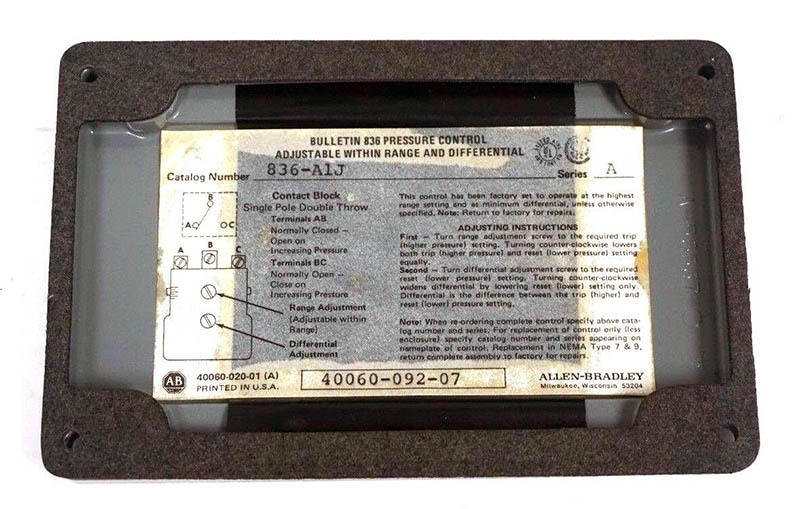 BULLETIN 836 PRESSURE CONTROL
ADJUSTABLE WITHIN RANGE AND DIFFERENTIAL
Catalog Number 836-A1J Series A
B
A C
A B C
Contact Block
Single Pole Double Throw
Terminals AB
Normally Closed –
Open on
Increasing Pressure
Terminals BC
Normally Open –
Close on
Increasing Pressure
Range Adjustment
(Adjustable within
Range)
Differential
Adjustment
This control has been factory set to operate at the highest
range setting and at minimum differential, unless otherwise
specified. Note: Return to factory for repairs.
ADJUSTING INSTRUCTIONS
First – Turn range adjustment screw to the required trip
(higher pressure) setting. Turning counter-clockwise lowers
both trip (higher pressure) and reset (lower pressure) setting
equally.
Second – Turn differential adjustment screw to the required
reset (lower pressure) setting. Turning counter-clockwise
widens differential by lowering reset (lower) setting only.
Differential is the difference between the trip (higher) and
reset (lower) pressure setting.
Note: When re-ordering complete control specify above cata-
log number and series. For replacement of control only (less
enclosure) specify catalog number and series appearing on
nameplate of control. Replacement in NEMA Type 7 & 9,
return complete assembly to factory for repairs.
AB
40060-020-01 (A)
PRINTED IN U.S.A.
40060-092-07
ALLEN-BRADLEY
Milwaukee, Wisconsin 53204